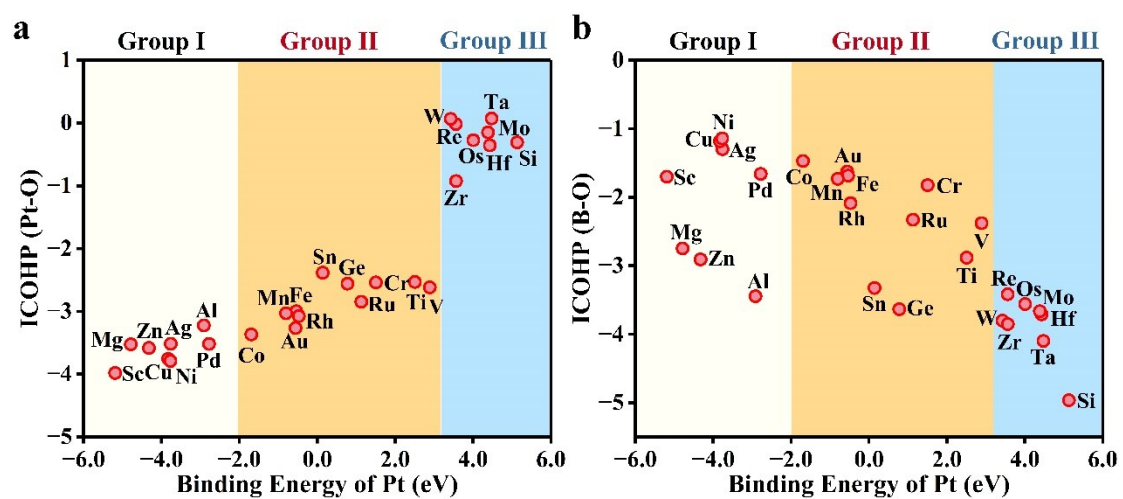 a
Group I Group II Group III
1
0
−1
−2
−3
−4
−5
ICOHP (Pt-O)
W
Ta
Re
Mo
Os
Hf
Si
Zr
Sn
Ge
Cr
Ti
V
Ru
Mn
Fe
Rh
Au
Co
Al
Mg
Zn
Ag
Pd
Sc
Cu
Ni
−6.0 −4.0 −2.0 0.0 2.0 4.0 6.0
Binding Energy of Pt (eV)
b
Group I Group II Group III
0
−1
−2
−3
−4
−5
ICOHP (B-O)
Ni
Cu
Ag
Sc
Pd
Co
Au
Mn
Fe
Cr
Rh
Ru
V
Mg
Zn
Ti
Al
Sn
Ge
Re
Os
Mo
W
Hf
Zr
Ta
Si
−6.0 −4.0 −2.0 0.0 2.0 4.0 6.0
Binding Energy of Pt (eV)